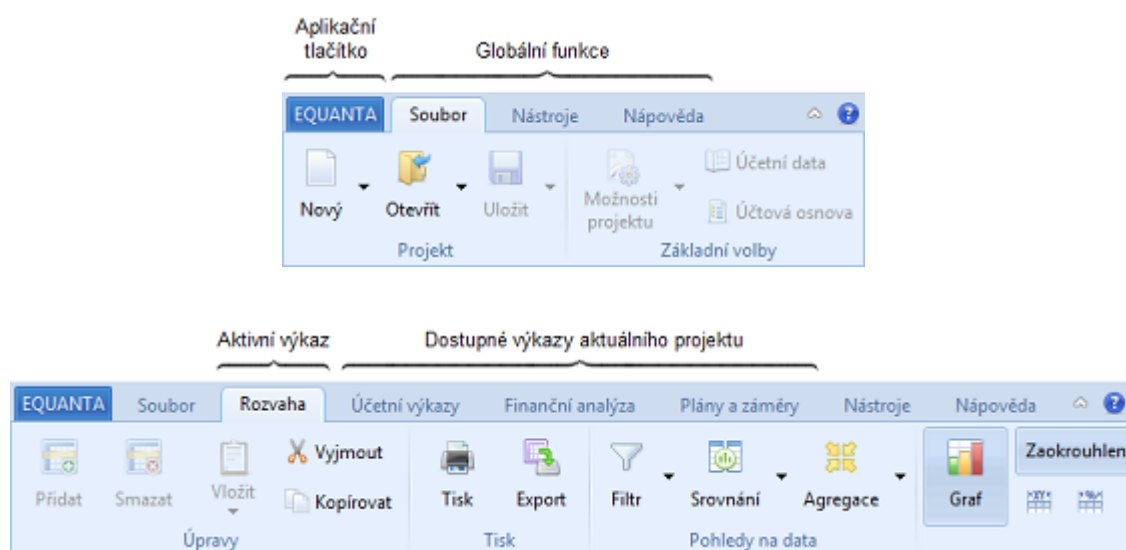 Aplikační
tlačítko
Globální funkce
EQUANTA Soubor Nástroje Nápověda
Nový Otevřít Uložit Možnosti projektu Účetní data
Účtová osnova
Projekt Základní volby
Aktivní výkaz Dostupné výkazy aktuálního projektu
EQUANTA Soubor Rozvaha Účetní výkazy Finanční analýza Plány a záměry Nástroje Nápověda
Přidat Smazat Vložit Vyjmout Tisk Export Filtr Srovnání Agregace Graf Zaokrouhlen
Kopírovat
Úpravy Tisk Pohledy na data